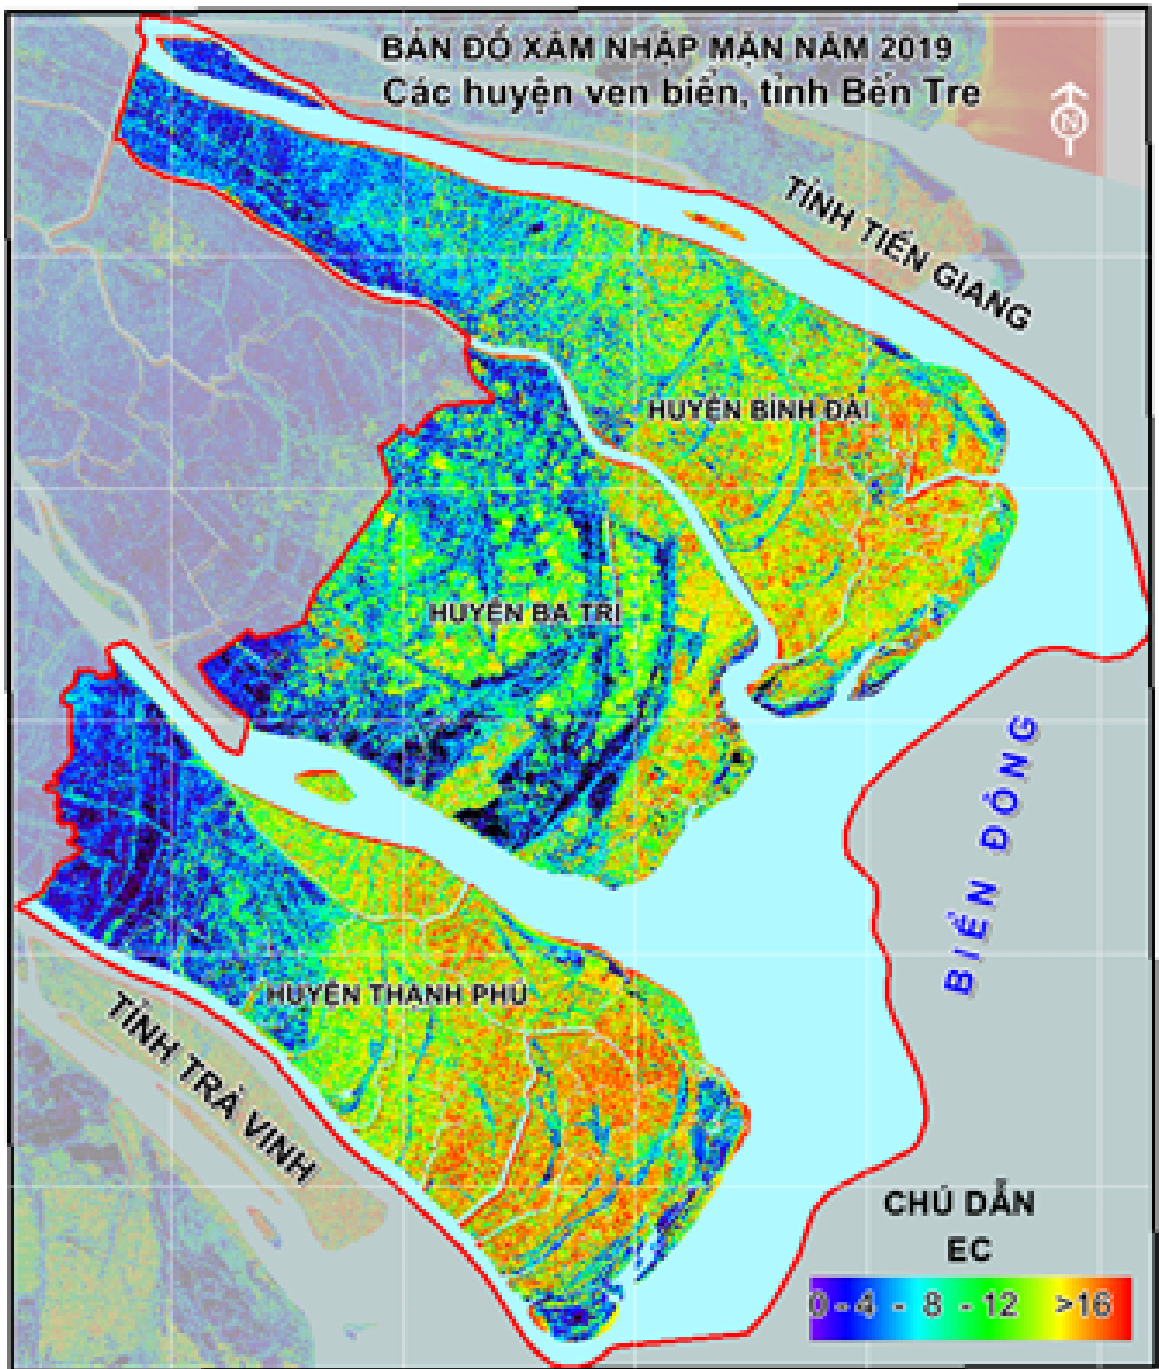 BẢN ĐỒ XÂM NHẬP MẶN NĂM 2019
Các huyện ven biển, tỉnh Bến Tre
N
TỈNH TIỀN GIANG
HUYỆN BÌNH ĐẠI
HUYỆN BA TRI
BIỂN ĐÔNG
HUYỆN THẠNH PHÚ
TỈNH TRÀ VINH
CHÚ DẪN
EC
0 - 4 - 8 - 12 >16